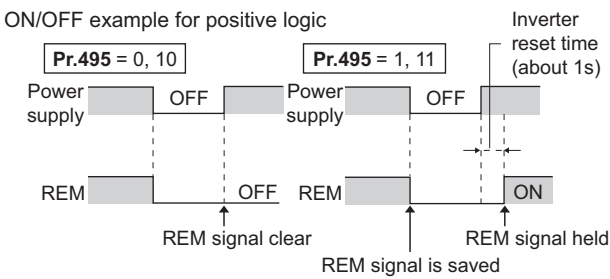 ON/OFF example for positive logic
Pr.495 = 0, 10
Power supply
OFF
REM
OFF
REM signal clear
Pr.495 = 1, 11
Power supply
OFF
Inverter
reset time
(about 1s)
REM
ON
REM signal is saved
REM signal held